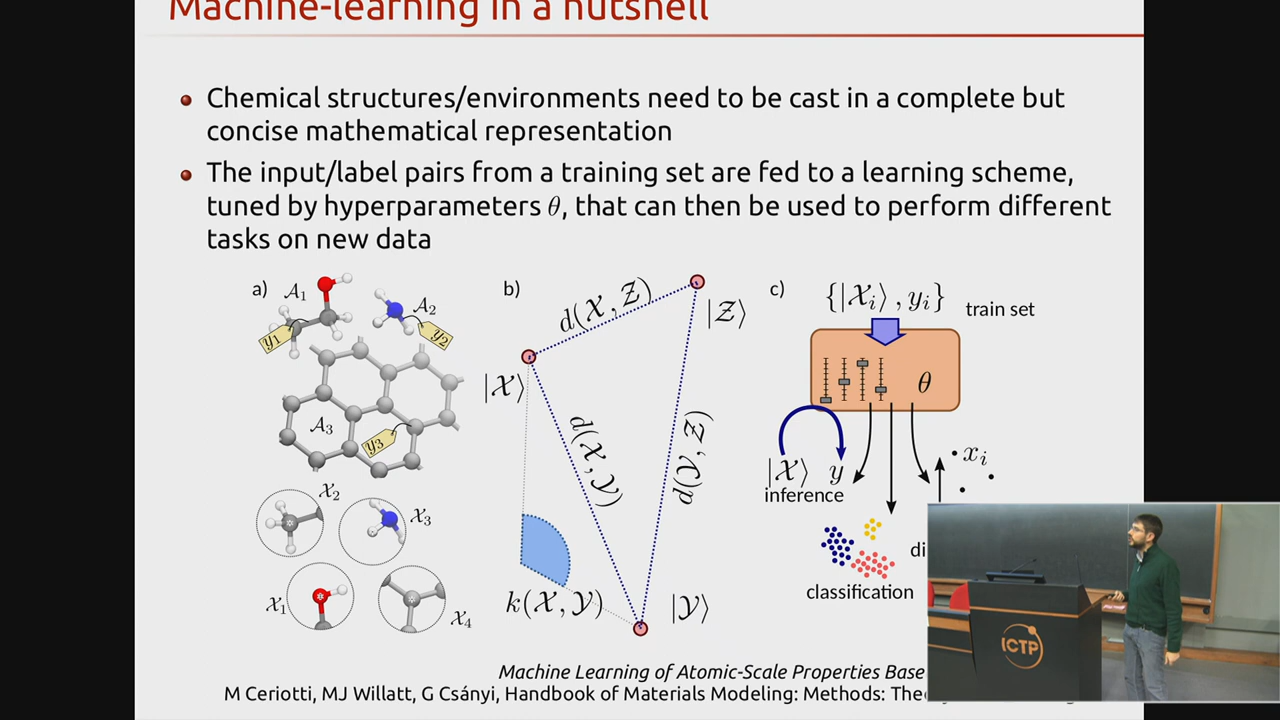 Machine-learning in a nutshell
Chemical structures/environments need to be cast in a complete but
concise mathematical representation
The input/label pairs from a training set are fed to a learning scheme,
tuned by hyperparameters θ, that can then be used to perform different
tasks on new data
a)
𝒜₁
y₁
𝒜₂
y₂
𝒜₃
y₃
𝒳₂
𝒳₃
𝒳₁
𝒳₄
b)
d(𝒳, 𝒵)
|𝒵⟩
|𝒳⟩
d(𝒳, 𝒴)
d(𝒴, 𝒵)
k(𝒳, 𝒴)
|𝒴⟩
c)
{|𝒳ᵢ⟩, yᵢ}
train set
θ
|𝒳⟩ y
inference
xᵢ
classification
ICTP
Machine Learning of Atomic-Scale Properties
M Ceriotti, MJ Willatt, G Csányi, Handbook of Materials Modeling: Methods: